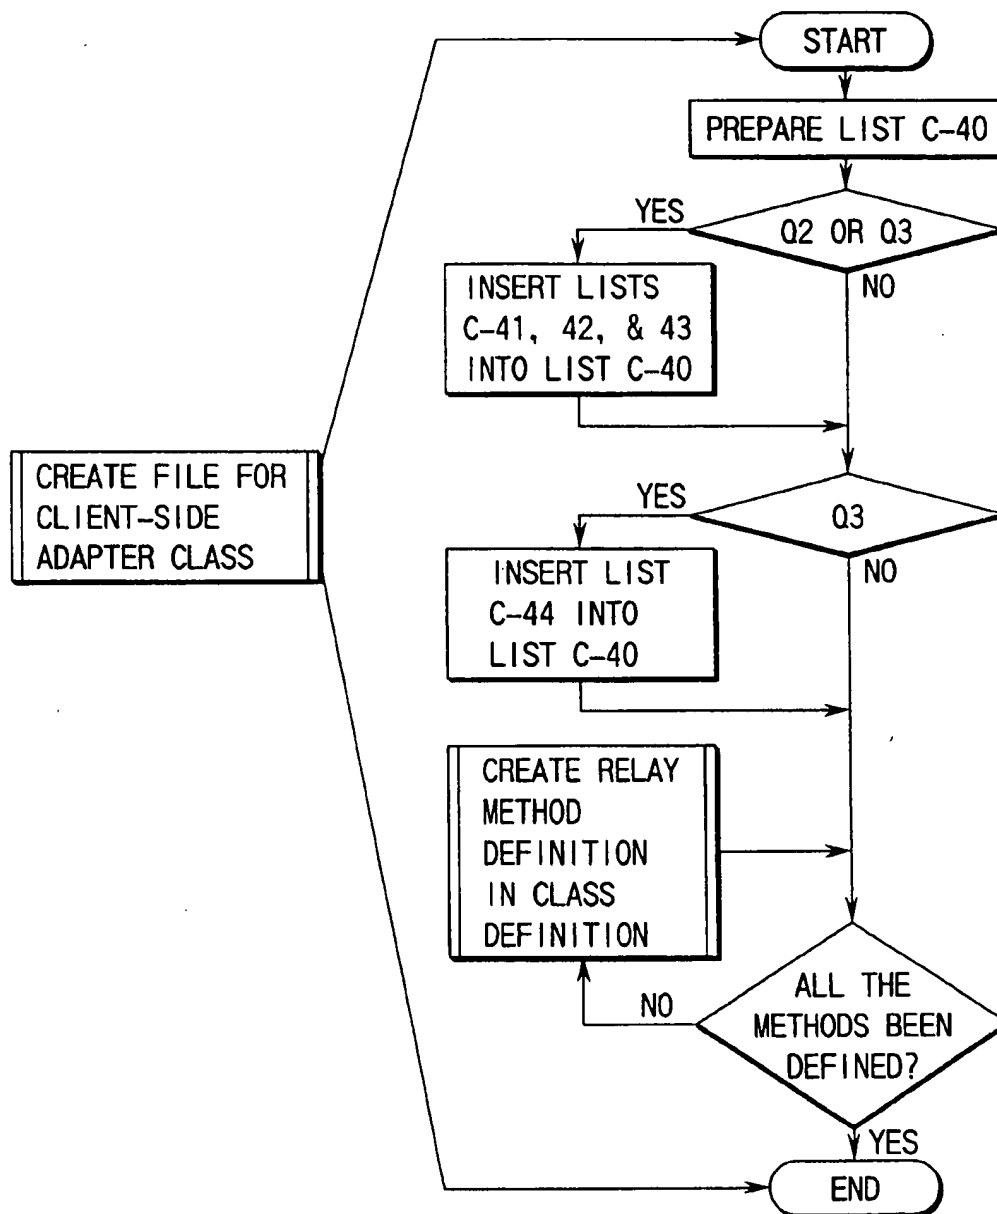 START
PREPARE LIST C-40
Q2 OR Q3
YES
NO
INSERT LISTS
C-41, 42, & 43
INTO LIST C-40
CREATE FILE FOR
CLIENT-SIDE
ADAPTER CLASS
Q3
YES
NO
INSERT LIST
C-44 INTO
LIST C-40
CREATE RELAY
METHOD
DEFINITION
IN CLASS
DEFINITION
ALL THE
METHODS BEEN
DEFINED?
NO
YES
END